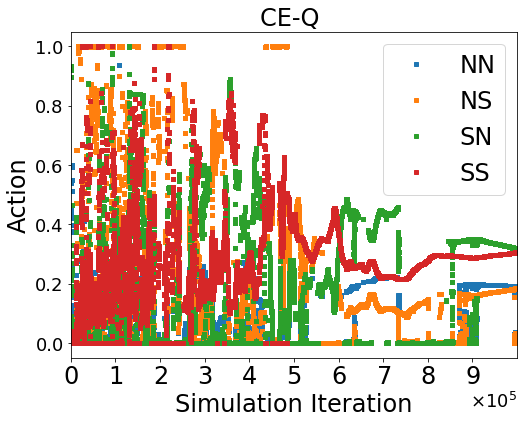 CE-Q
1.0
0.8
0.6
0.4
0.2
0.0
Action
NN
NS
SN
SS
0 1 2 3 4 5 6 7 8 9
×10⁵
Simulation Iteration